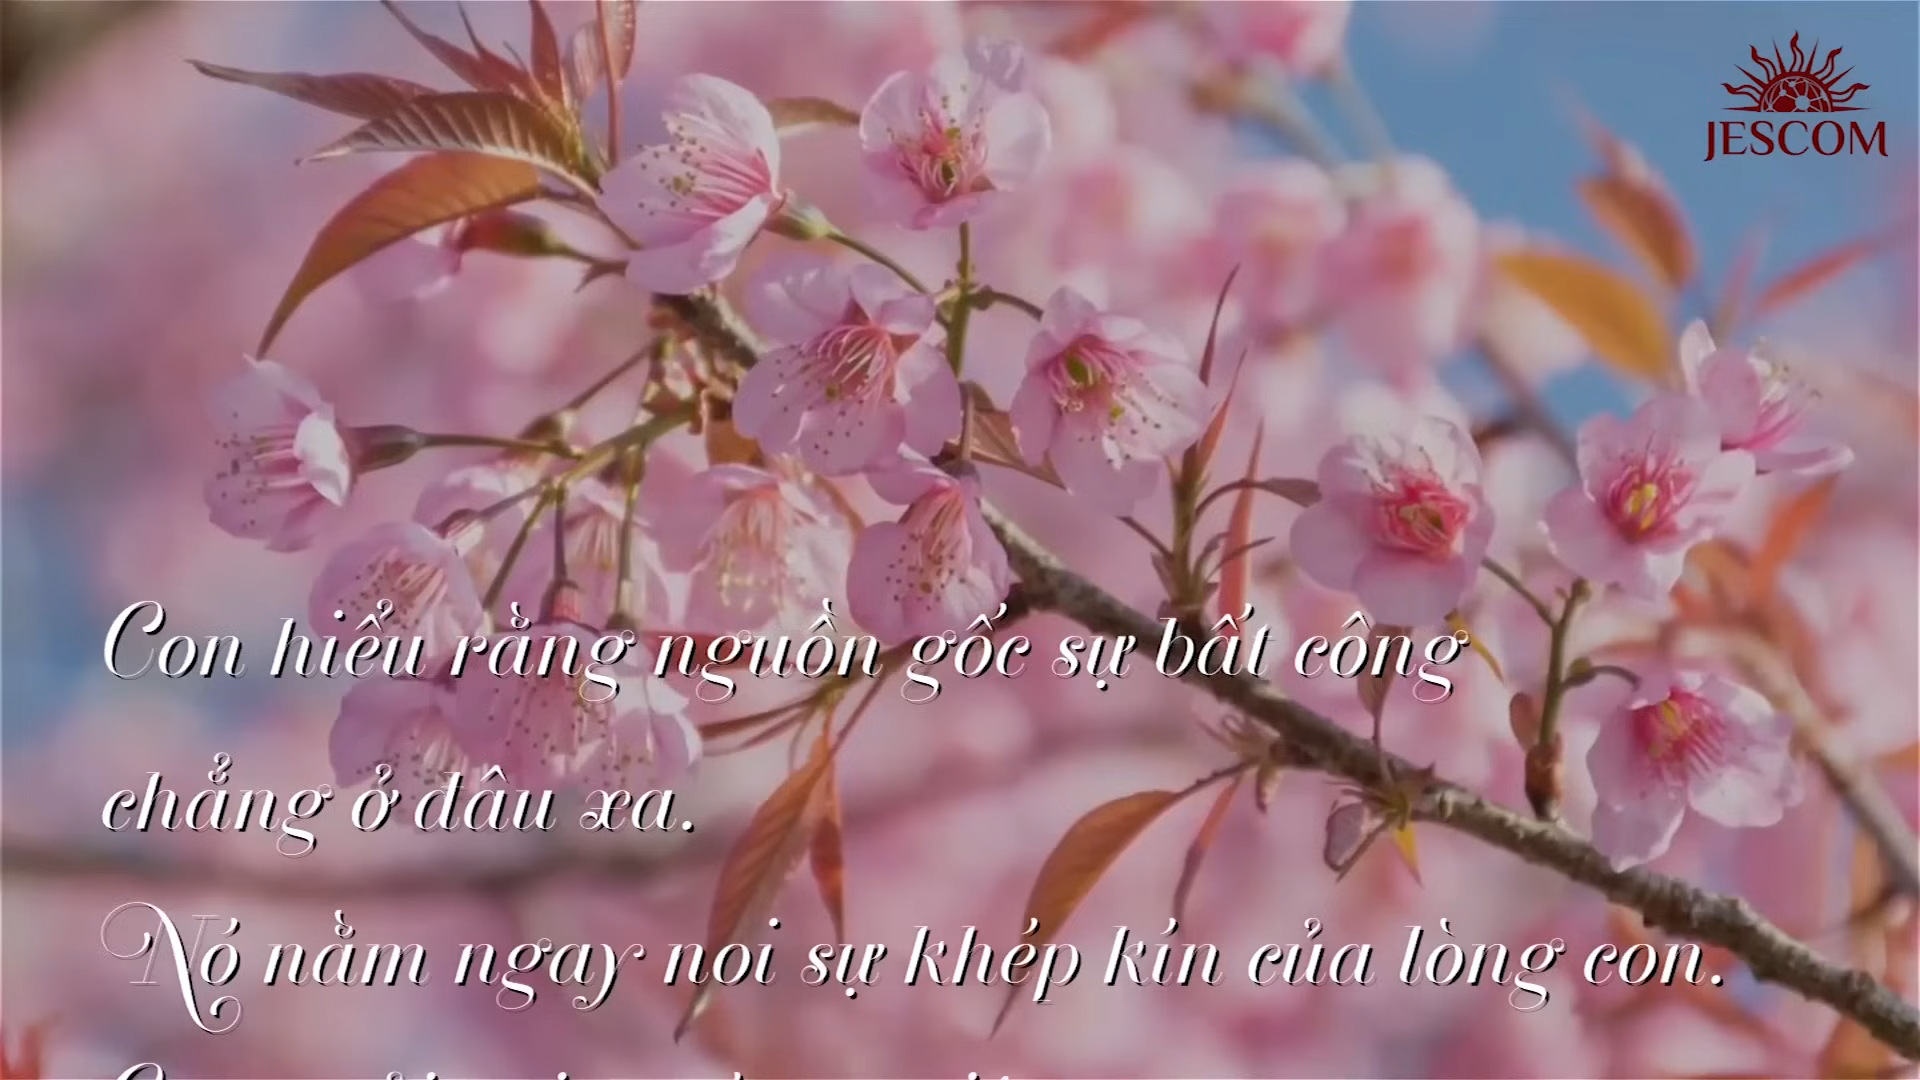 JESCOM
Con hiểu rằng nguồn gốc sự bất công
chẳng ở đâu xa.
Nó nằm ngay noi sự khép kín của lòng con.